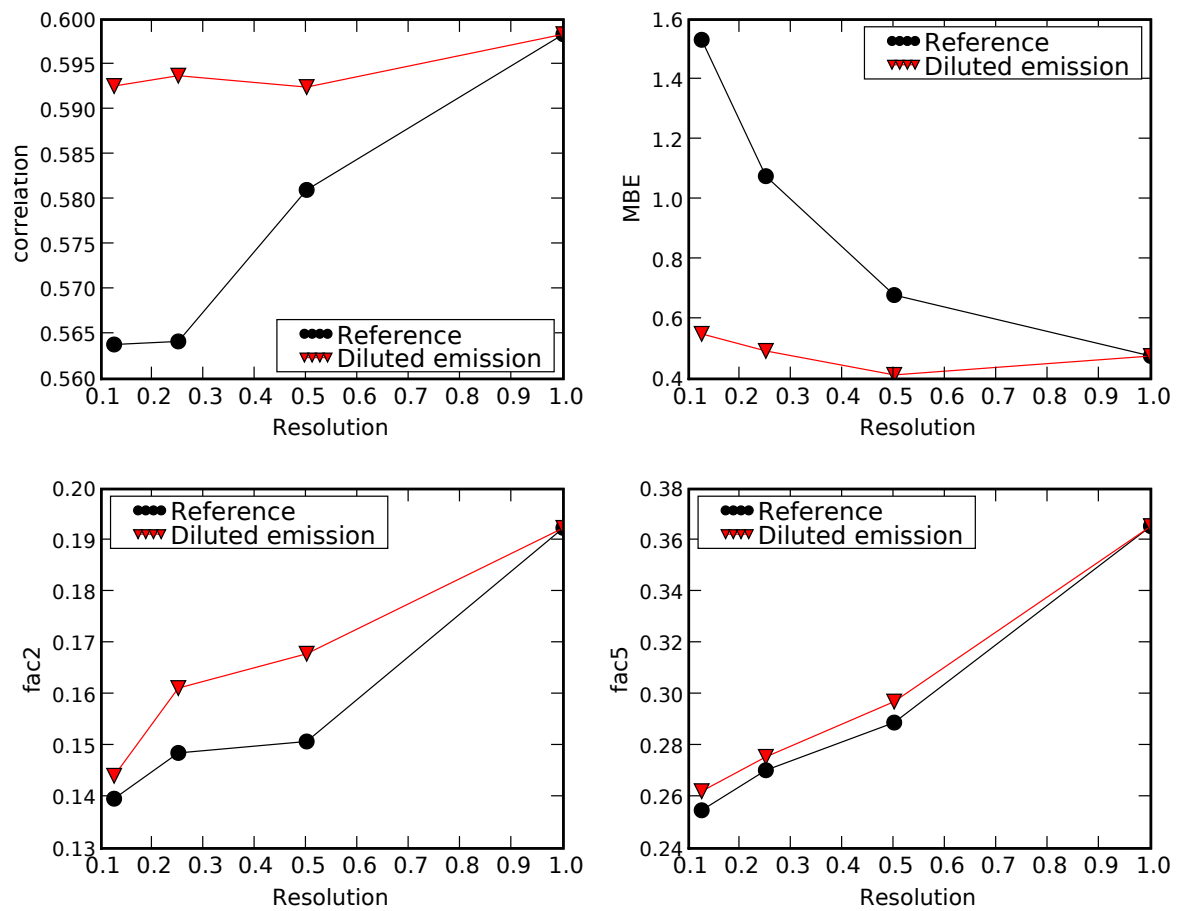 0.600
0.595
0.590
0.585
0.580
0.575
0.570
0.565
0.560
correlation
Reference
Diluted emission
0.1 0.2 0.3 0.4 0.5 0.6 0.7 0.8 0.9 1.0
Resolution
1.6
1.4
1.2
1.0
0.8
0.6
0.4
MBE
Reference
Diluted emission
0.1 0.2 0.3 0.4 0.5 0.6 0.7 0.8 0.9 1.0
Resolution
0.20
0.19
0.18
0.17
0.16
0.15
0.14
0.13
fac2
Reference
Diluted emission
0.1 0.2 0.3 0.4 0.5 0.6 0.7 0.8 0.9 1.0
Resolution
0.38
0.36
0.34
0.32
0.30
0.28
0.26
0.24
fac5
Reference
Diluted emission
0.1 0.2 0.3 0.4 0.5 0.6 0.7 0.8 0.9 1.0
Resolution